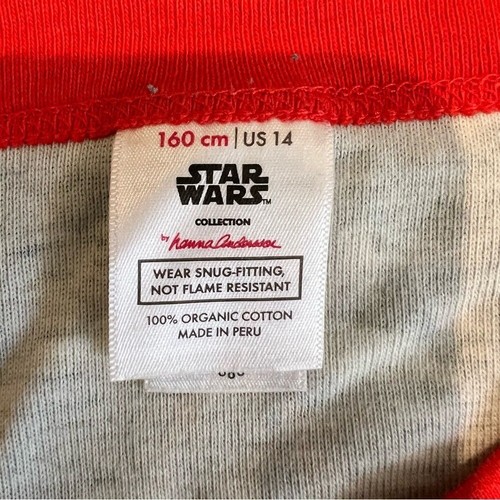 160 cm | US 14
STAR
WARS™
COLLECTION
by hanna andersson
WEAR SNUG-FITTING,
NOT FLAME RESISTANT
100% ORGANIC COTTON
MADE IN PERU